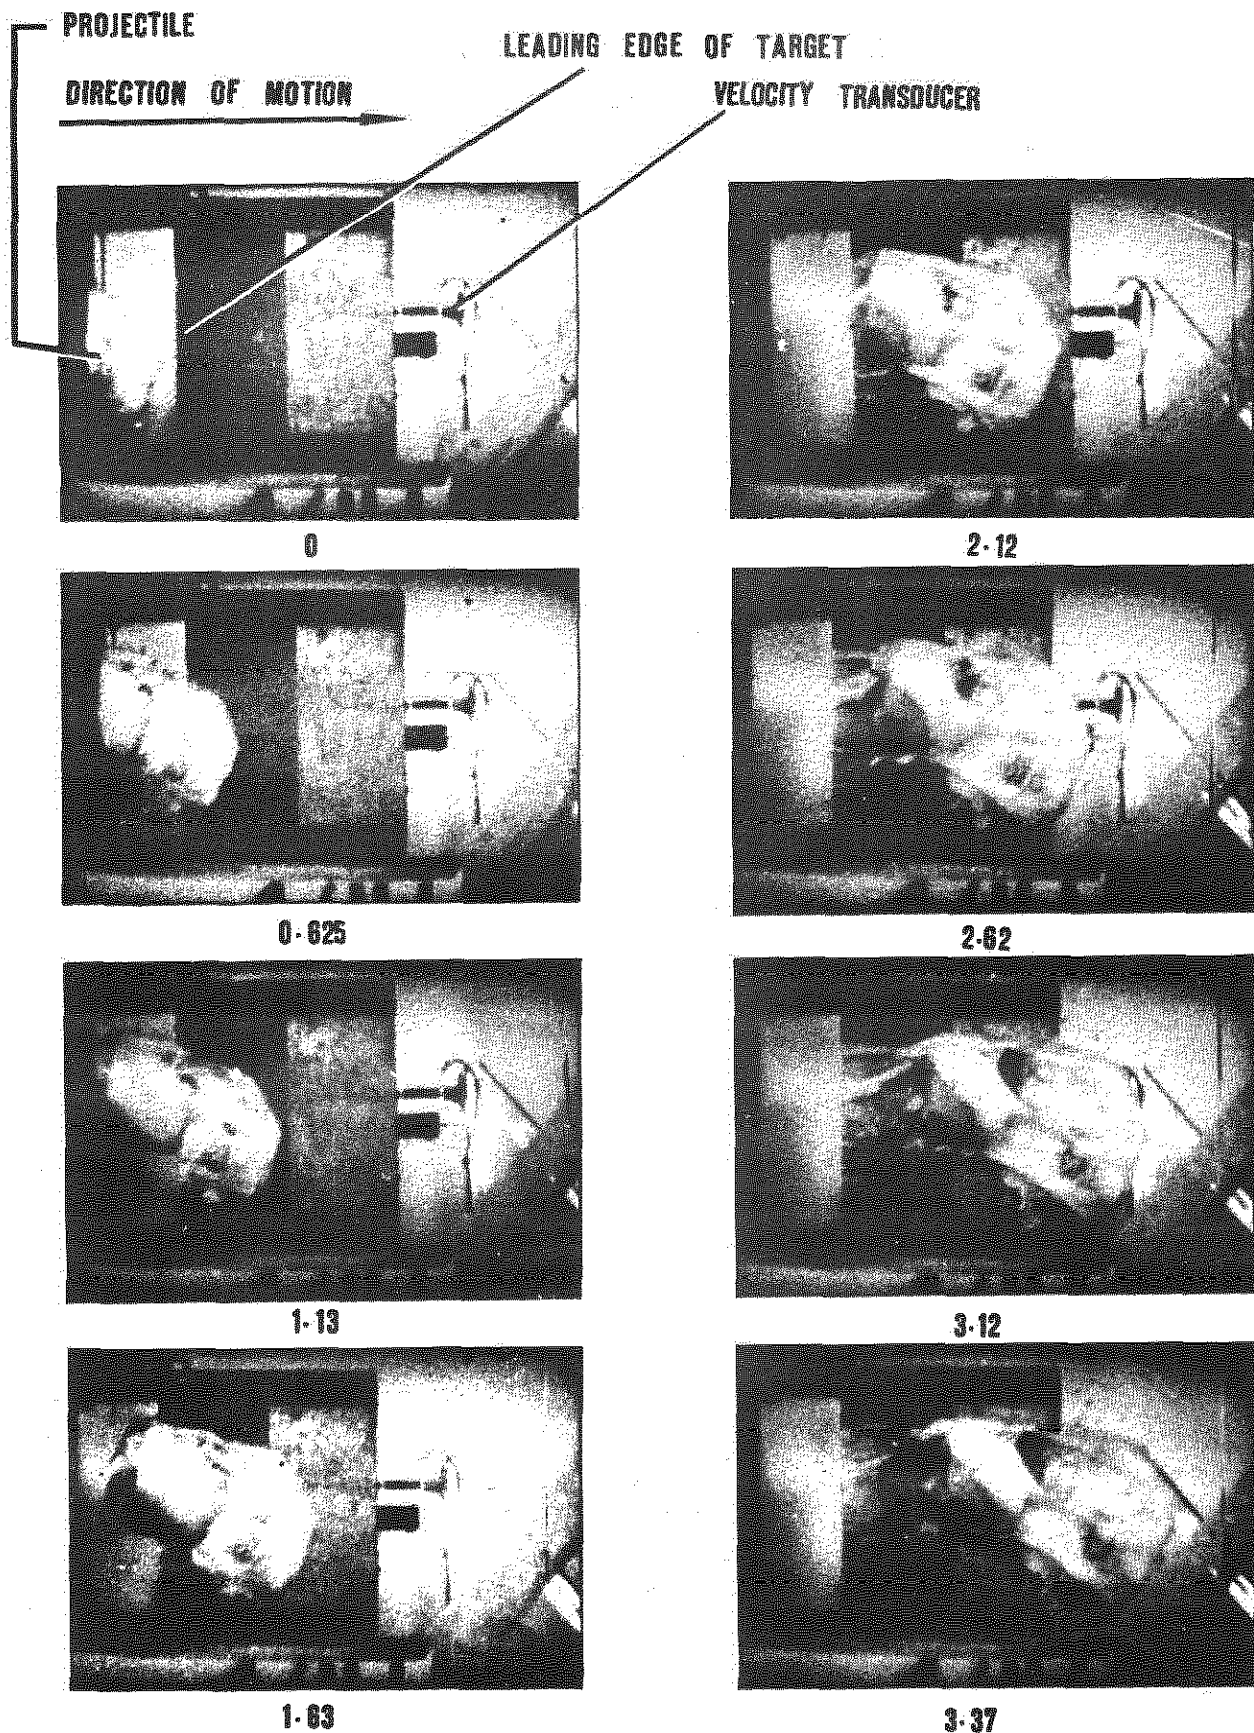 PROJECTILE
LEADING EDGE OF TARGET
DIRECTION OF MOTION
VELOCITY TRANSDUCER
0
2·12
0·625
2·62
1·13
3·12
1·63
3·37